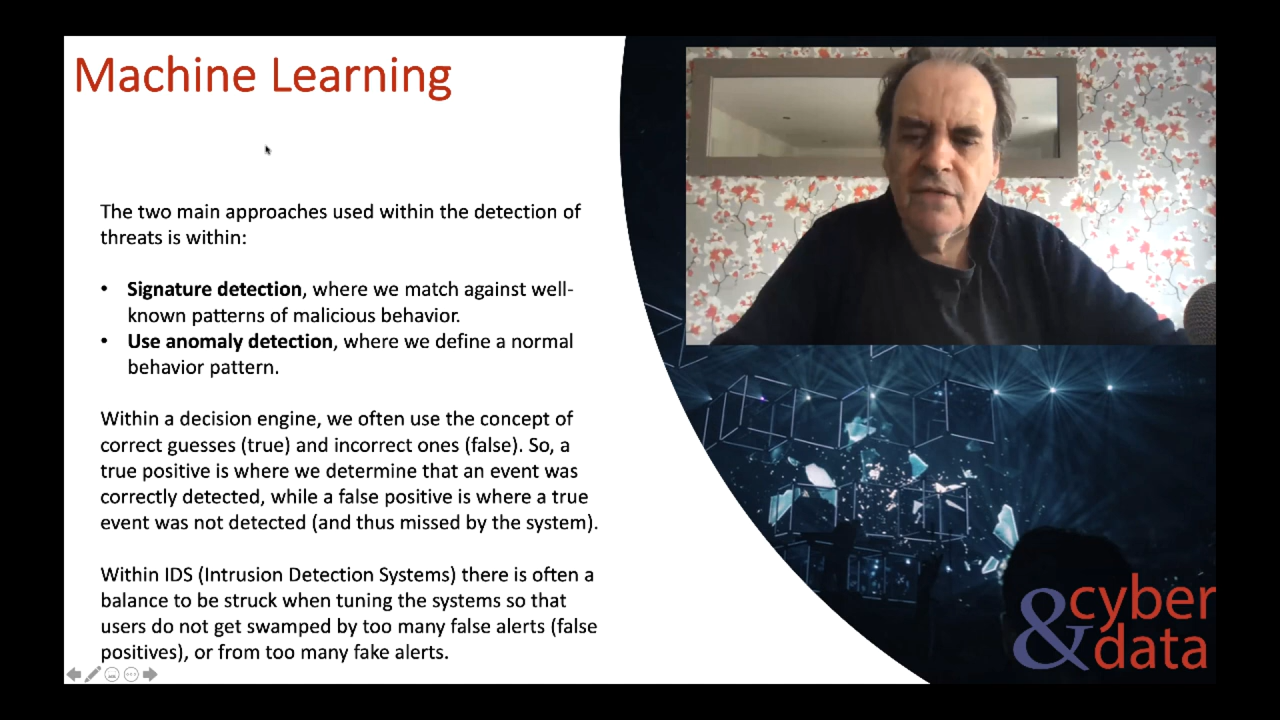 Machine Learning
The two main approaches used within the detection of
threats is within:
• Signature detection, where we match against well-
known patterns of malicious behavior.
• Use anomaly detection, where we define a normal
behavior pattern.
Within a decision engine, we often use the concept of
correct guesses (true) and incorrect ones (false). So, a
true positive is where we determine that an event was
correctly detected, while a false positive is where a true
event was not detected (and thus missed by the system).
Within IDS (Intrusion Detection Systems) there is often a
balance to be struck when tuning the systems so that
users do not get swamped by too many false alerts (false
positives), or from too many fake alerts.
cyber
&data